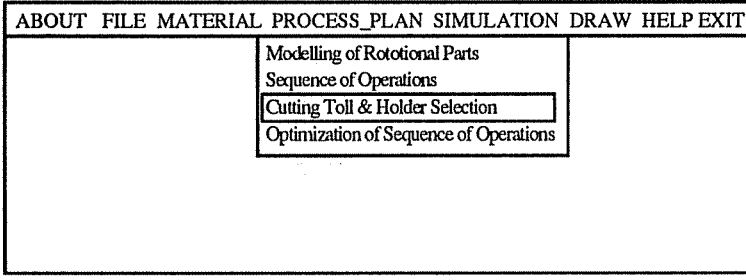 ABOUT FILE MATERIAL PROCESS_PLAN SIMULATION DRAW HELP EXIT
Modelling of Rototional Parts
Sequence of Operations
Cutting Toll & Holder Selection
Optimization of Sequence of Operations